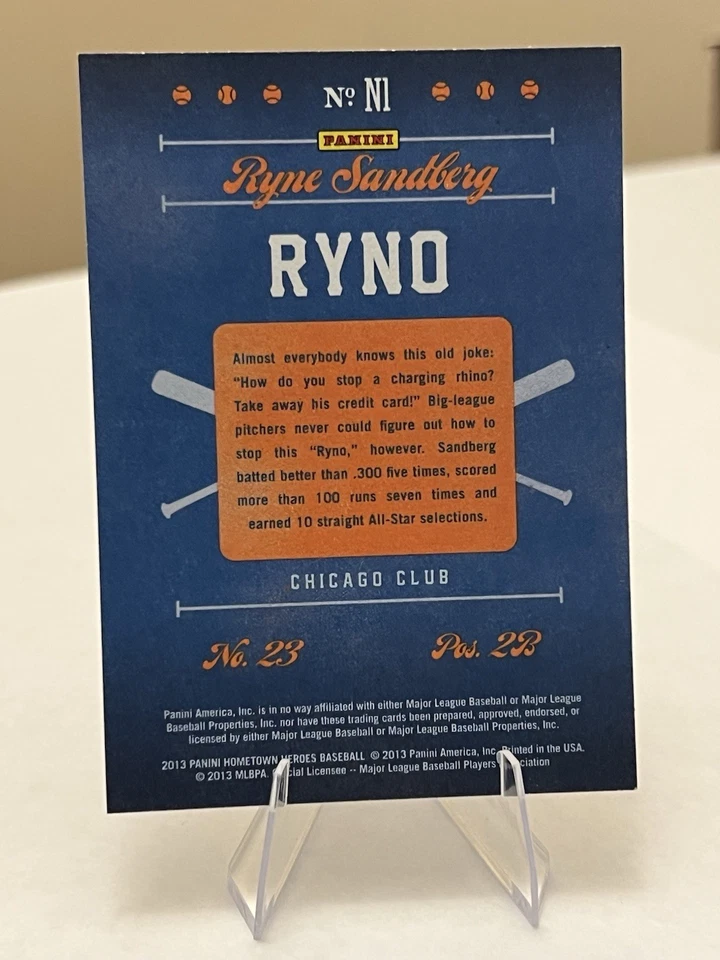 Nº N1
PANINI
Ryne Sandberg
RYNO
Almost everybody knows this old joke:
"How do you stop a charging rhino?
Take away his credit card!" Big-league
pitchers never could figure out how to
stop this "Ryno," however. Sandberg
batted better than .300 five times, scored
more than 100 runs seven times and
earned 10 straight All-Star selections.
CHICAGO CLUB
No. 23 Pos. 2B
Panini America, Inc. is in no way affiliated with either Major League Baseball or Major League
Baseball Properties, Inc. nor have these trading cards been prepared, approved, endorsed, or
licensed by either Major League Baseball or Major League Baseball Properties, Inc.
2013 PANINI HOMETOWN HEROES BASEBALL © 2013 Panini America, Inc. Printed in the USA.
© 2013 MLBPA. Licensee -- Major League Baseball Players